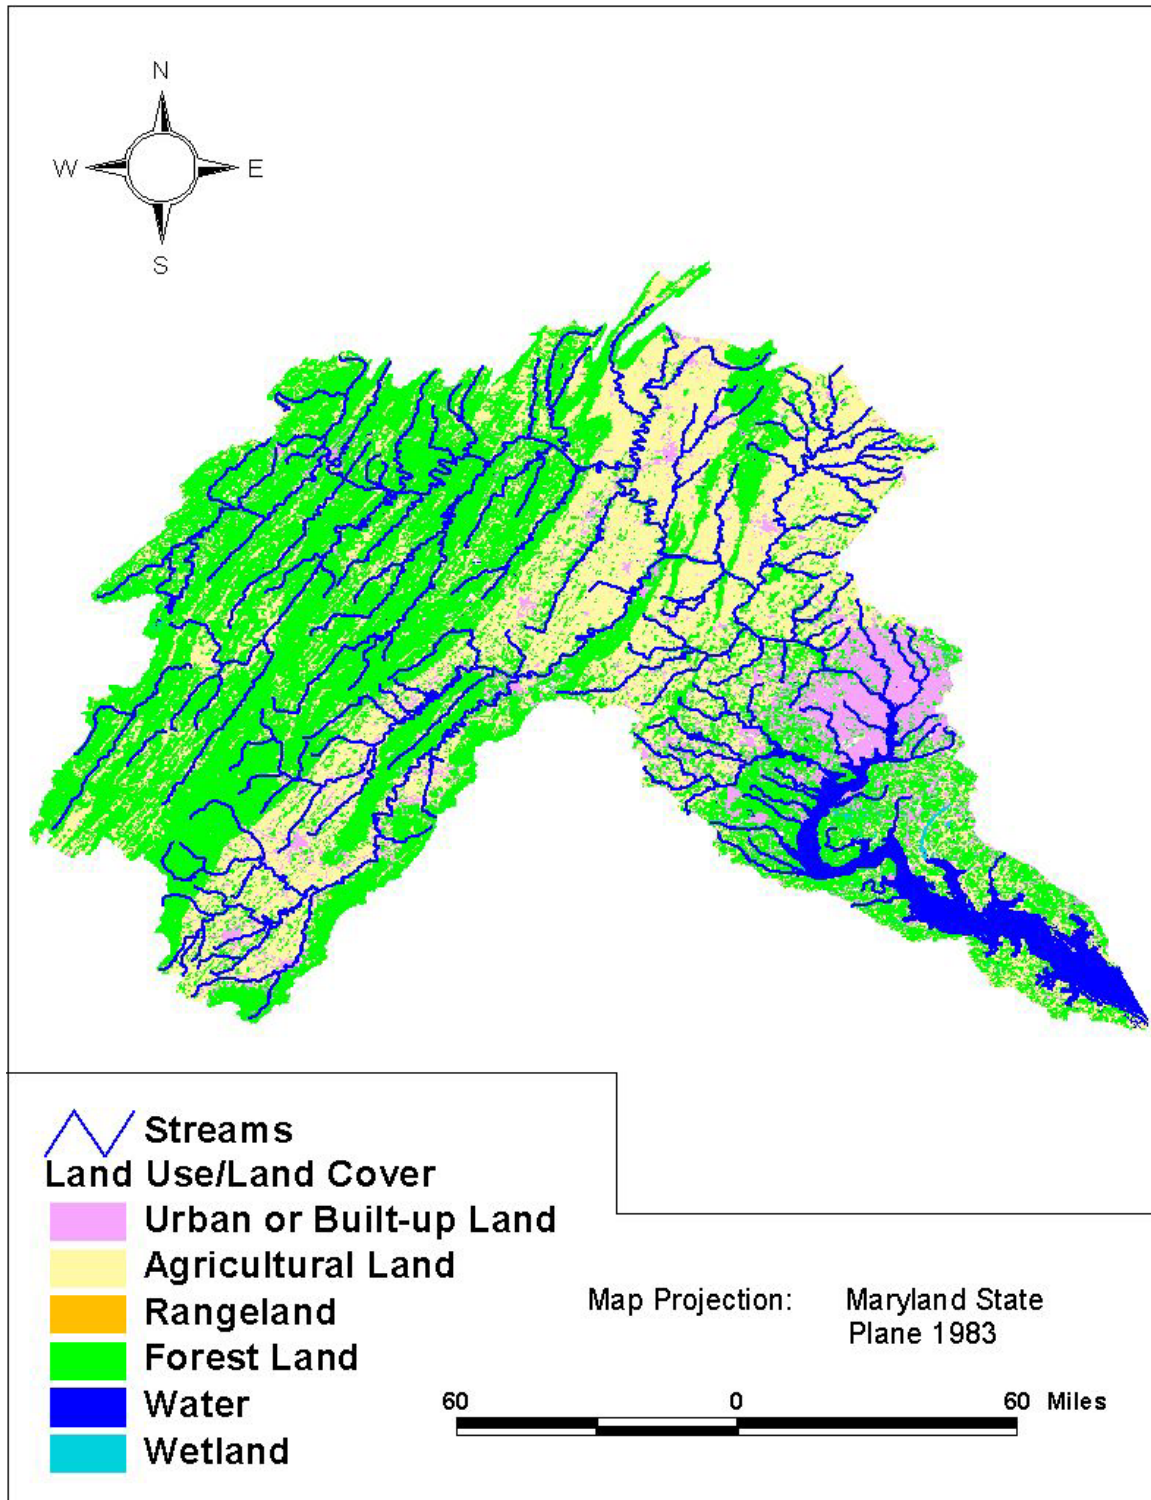 N
W E
S
Streams
Land Use/Land Cover
Urban or Built-up Land
Agricultural Land
Rangeland
Forest Land
Water
Wetland
Map Projection: Maryland State
Plane 1983
60 0 60 Miles